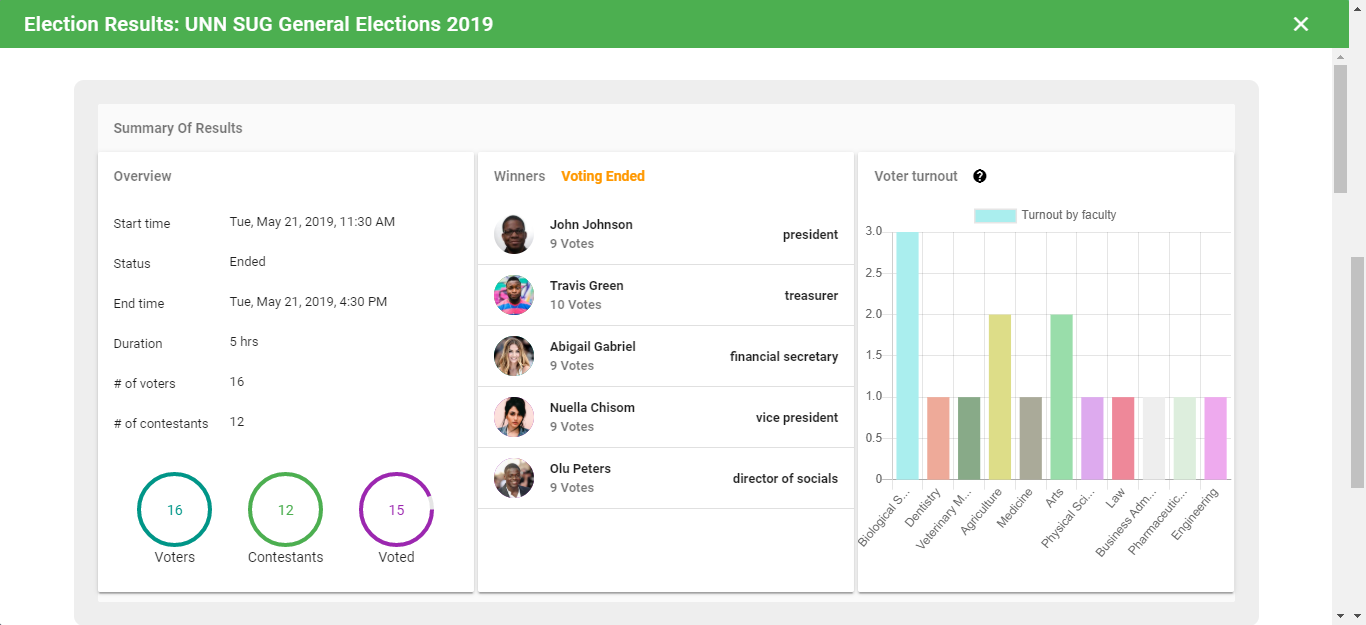 Election Results: UNN SUG General Elections 2019
Summary Of Results
Overview
Start time Tue, May 21, 2019, 11:30 AM
Status Ended
End time Tue, May 21, 2019, 4:30 PM
Duration 5 hrs
# of voters 16
# of contestants 12
16 12 15
Voters Contestants Voted
Winners Voting Ended
John Johnson
9 Votes
president
Travis Green
10 Votes
treasurer
Abigail Gabriel
9 Votes
financial secretary
Nuella Chisom
9 Votes
vice president
Olu Peters
9 Votes
director of socials
Voter turnout ?
Turnout by faculty
3.0
2.5
2.0
1.5
1.0
0.5
0
Biological S...
Dentistry
Veterinary M...
Agriculture
Medicine
Arts
Physical Sci...
Law
Business Adm...
Pharmaceutic...
Engineering